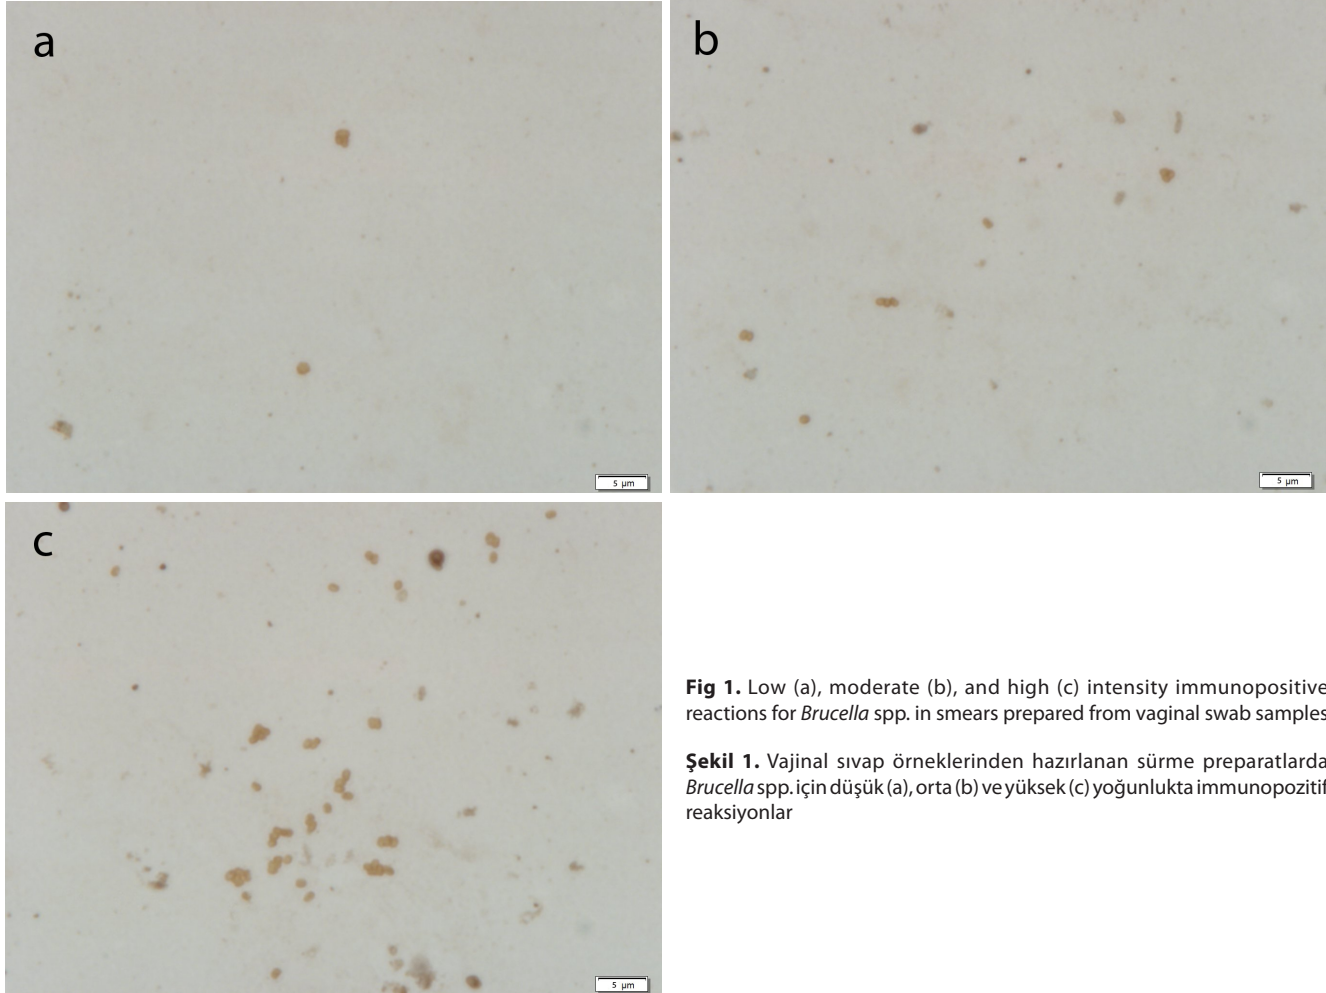 a
b
5 µm
5 µm
c
5 µm
Fig 1. Low (a), moderate (b), and high (c) intensity immunopositive
reactions for Brucella spp. in smears prepared from vaginal swab samples
Şekil 1. Vajinal sıvap örneklerinden hazırlanan sürme preparatlarda
Brucella spp. için düşük (a), orta (b) ve yüksek (c) yoğunlukta immunopozitif
reaksiyonlar